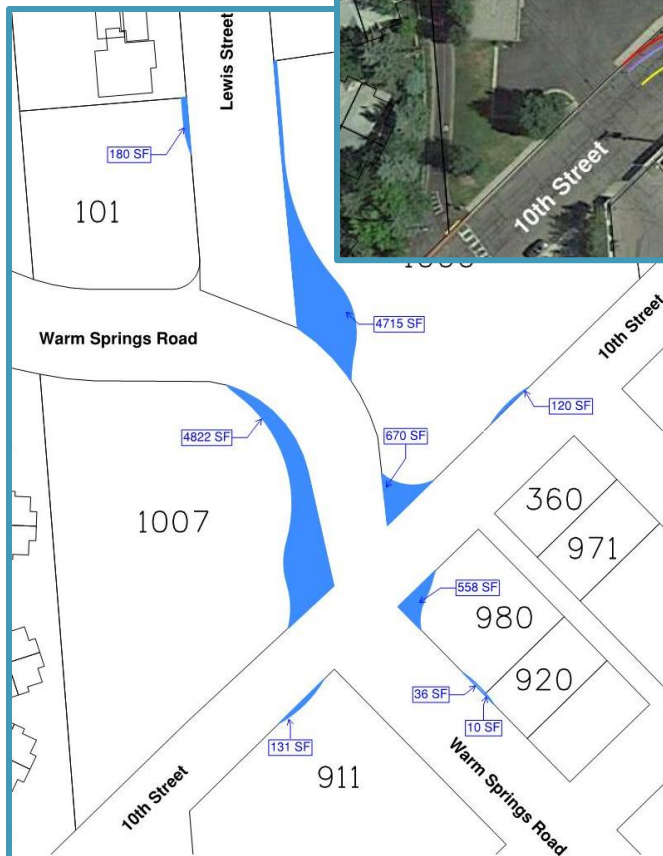 Lewis Street
10th Street
180 SF
101
4715 SF
Warm Springs Road
10th Street
120 SF
4822 SF
670 SF
360
1007
971
558 SF
980
36 SF
920
10 SF
131 SF
911
10th Street
Warm Springs Road